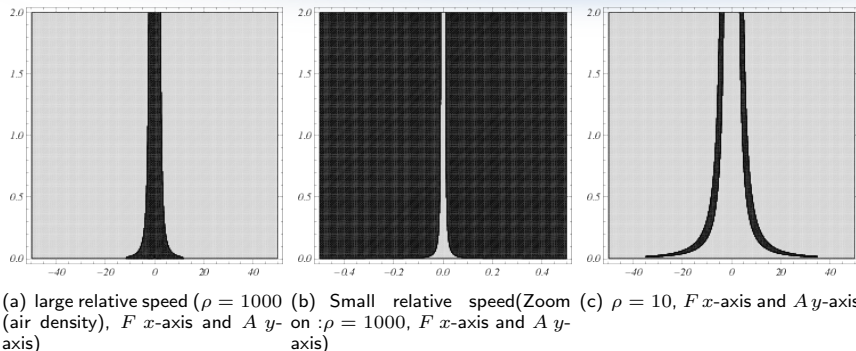 2.0
1.5
1.0
0.5
0.0
−40 −20 0 20 40
2.0
1.5
1.0
0.5
0.0
−0.4 −0.2 0.0 0.2 0.4
2.0
1.5
1.0
0.5
0.0
−40 −20 0 20 40
(a) large relative speed (ρ = 1000
(air density), F x-axis and A y-
axis)
(b) Small relative speed(Zoom
on :ρ = 1000, F x-axis and A y-
axis)
(c) ρ = 10, F x-axis and A y-axis